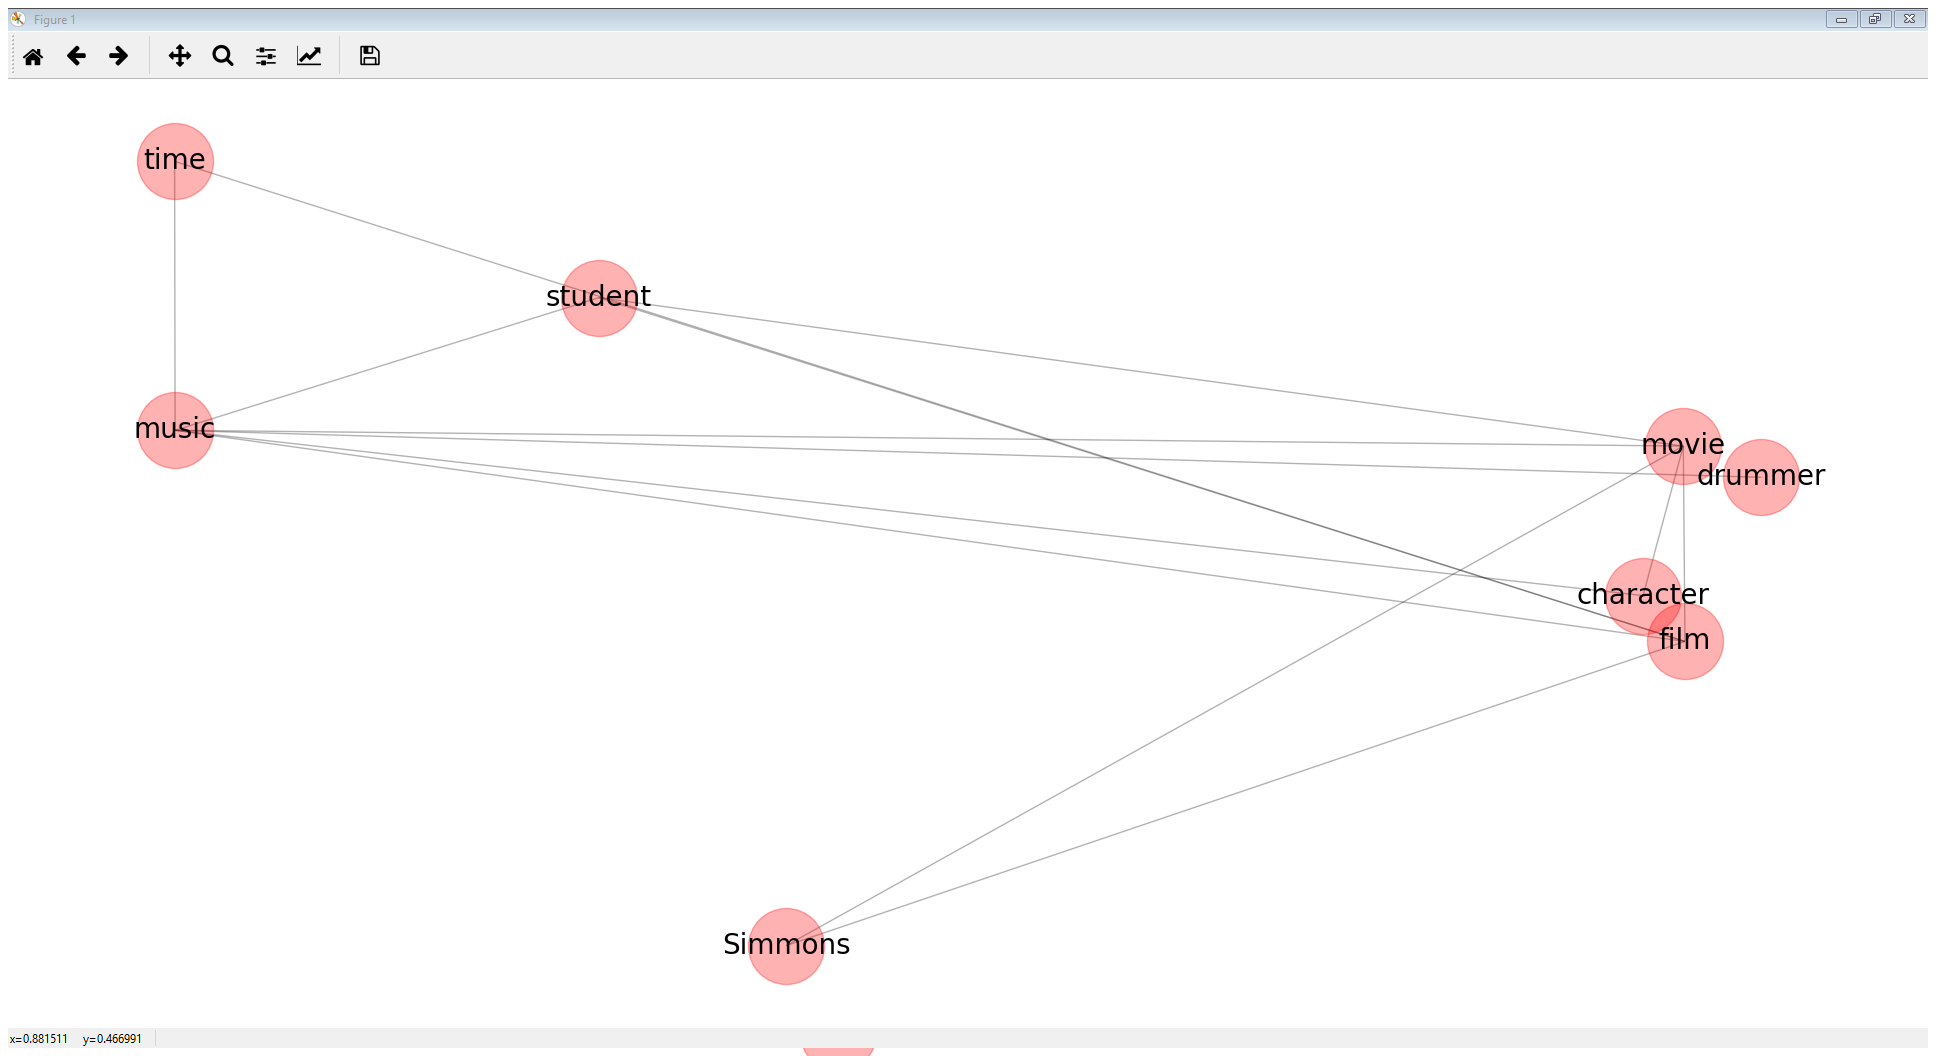 Figure 1
time
student
music
movie
drummer
character
film
Simmons
x=0.881511 y=0.466991